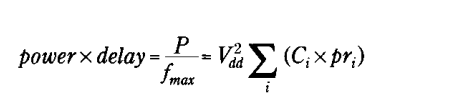 power × delay = P / f_max = V_dd^2 ∑_i (C_i × pr_i)